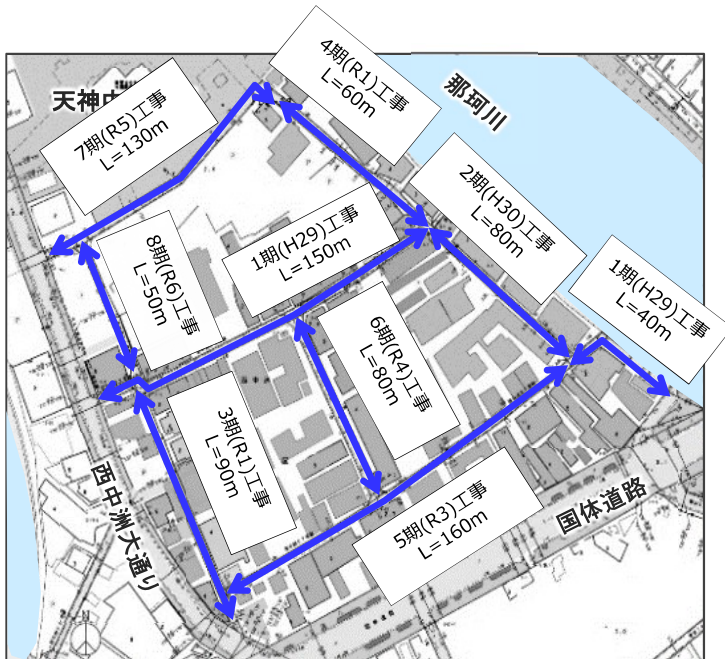 4期(R1)工事
L=60m
那珂川
天神中
7期(R5)工事
L=130m
2期(H30)工事
L=80m
1期(H29)工事
L=150m
8期(R6)工事
L=50m
1期(H29)工事
L=40m
6期(R4)工事
L=80m
3期(R1)工事
L=90m
西中洲大通り
5期(R3)工事
L=160m
国体道路